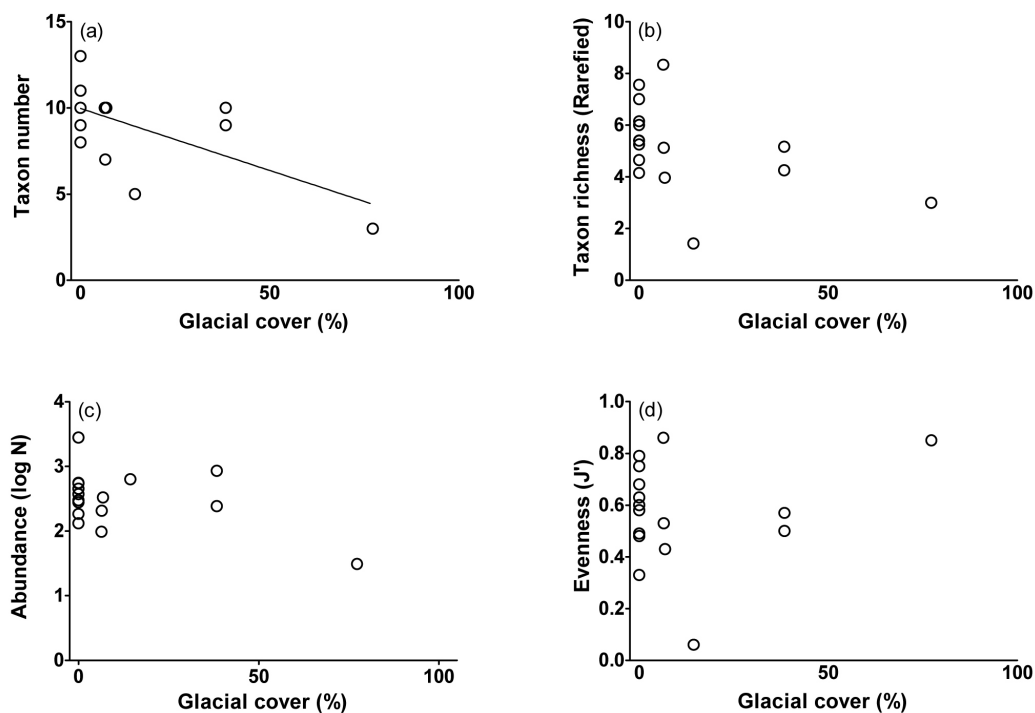 (a)
Taxon number
15
10
5
0
0 50 100
Glacial cover (%)
(b)
Taxon richness (Rarefied)
10
8
6
4
2
0
0 50 100
Glacial cover (%)
(c)
Abundance (log N)
4
3
2
1
0
0 50 100
Glacial cover (%)
(d)
Evenness (J')
1.0
0.8
0.6
0.4
0.2
0.0
0 50 100
Glacial cover (%)